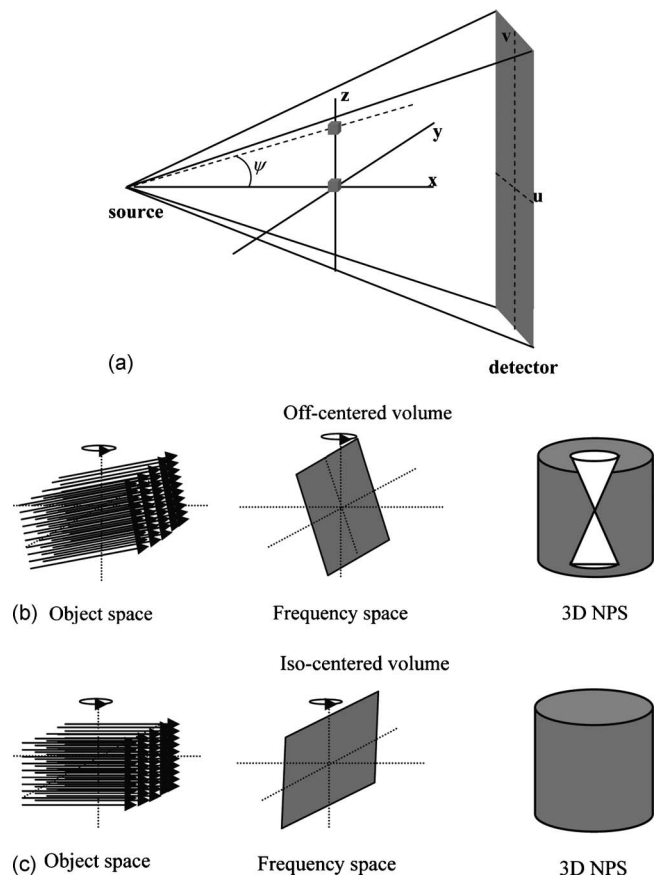 z
v
y
ψ
x
u
source
detector
(a)
Off-centered volume
(b) Object space Frequency space 3D NPS
Iso-centered volume
(c) Object space Frequency space 3D NPS